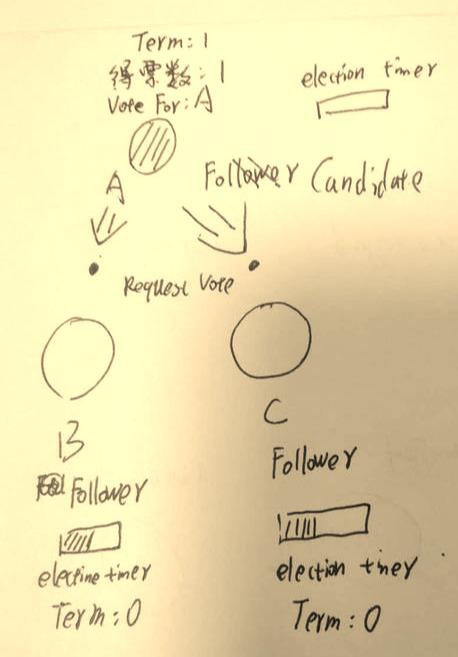 Term: 1
得票数: 1
Vote For: A
election timer
A
Follower Candidate
Request Vote
B
Follower
electine timer
Term: 0
C
Follower
election timer
Term: 0